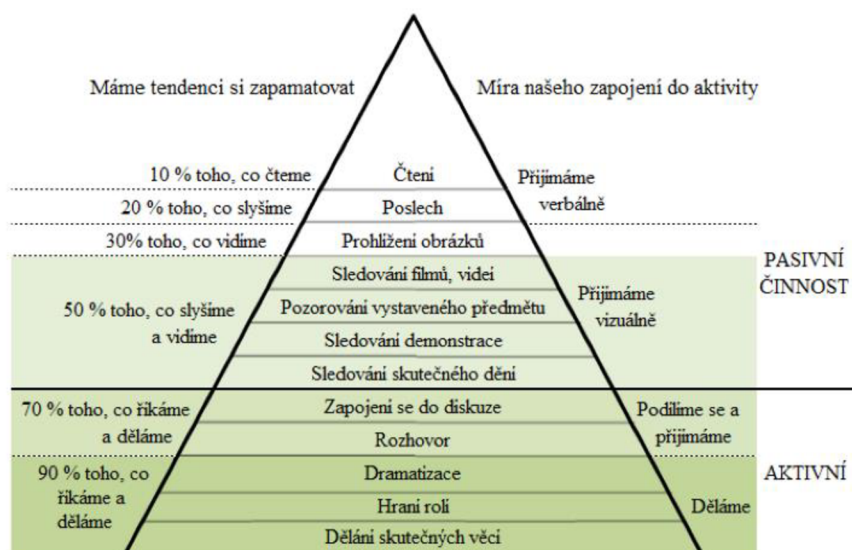 Máme tendenci si zapamatovat
Míra našeho zapojení do aktivity
10 % toho, co čteme
Čtení
Přijímáme
verbálně
20 % toho, co slyšíme
Poslech
30% toho, co vidíme
Prohlížení obrázků
PASIVNÍ
ČINNOST
50 % toho, co slyšíme
a vidíme
Sledování filmů, videí
Pozorování vystaveného předmětu
Sledování demonstrace
Sledování skutečného dění
Přijímáme
vizuálně
70 % toho, co říkáme
a děláme
Zapojení se do diskuze
Rozhovor
Podílíme se a
přijímáme
90 % toho, co
říkáme a
děláme
Dramatizace
Hraní rolí
Dělání skutečných věcí
Děláme
AKTIVNÍ